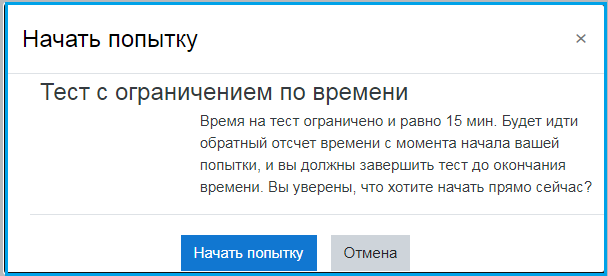 Начать попытку
×
Тест с ограничением по времени
Время на тест ограничено и равно 15 мин. Будет идти
обратный отсчет времени с момента начала вашей
попытки, и вы должны завершить тест до окончания
времени. Вы уверены, что хотите начать прямо сейчас?
Начать попытку Отмена